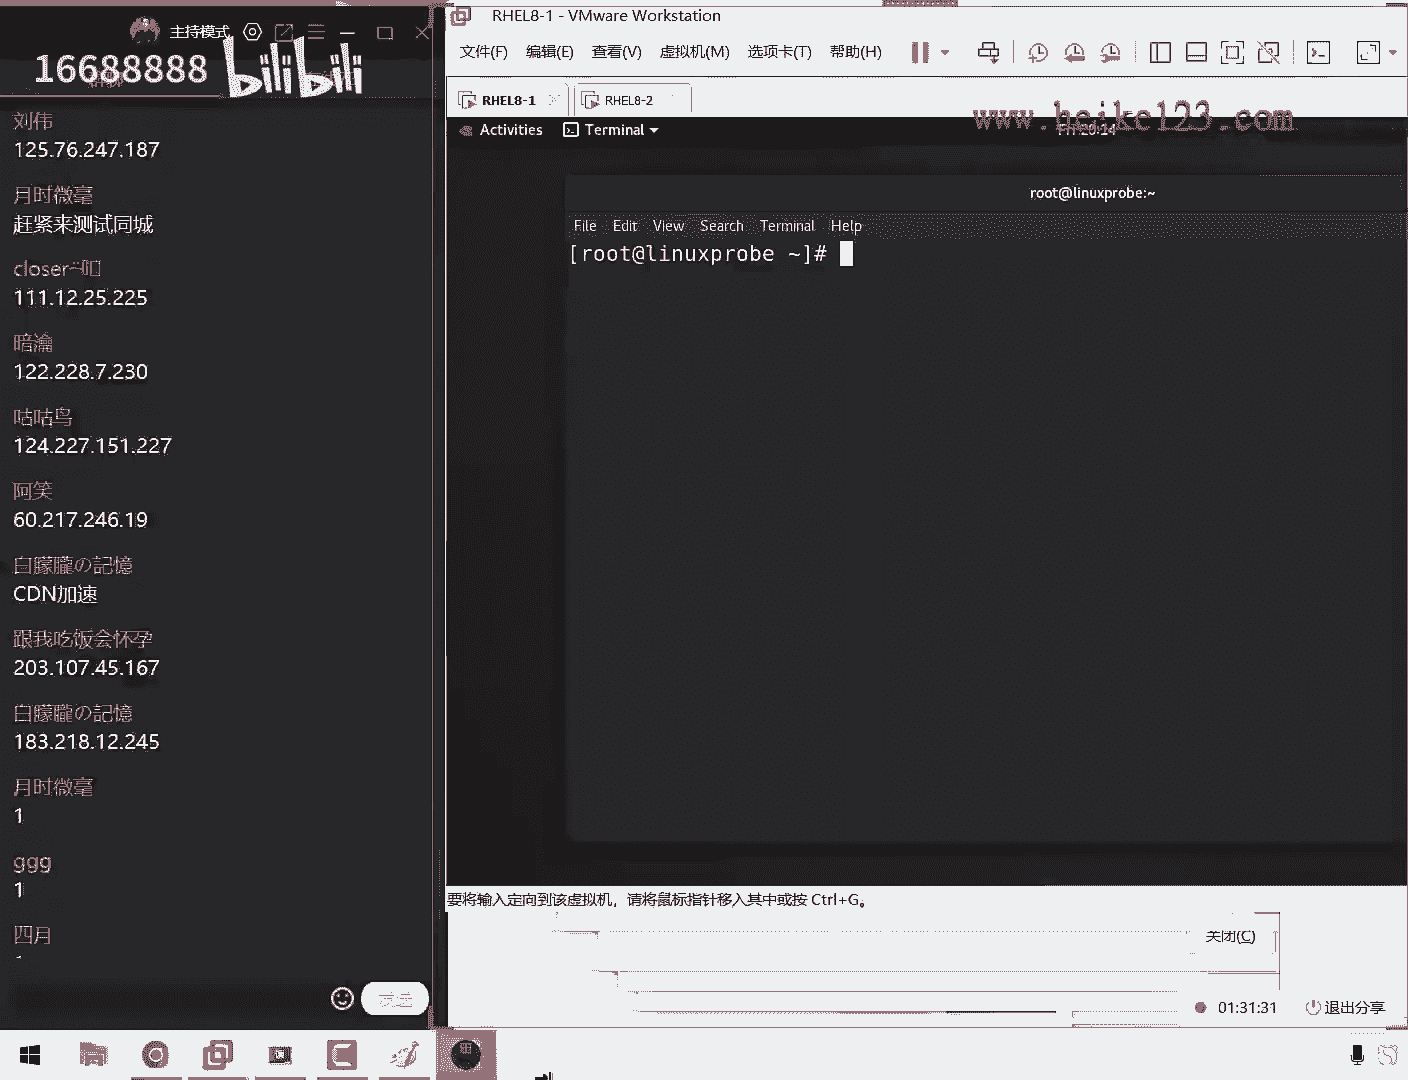 主持模式
16688888
bilibili
刘伟
125.76.247.187
月时微毫
赶紧来测试同城
closer
111.12.25.225
122.228.7.230
咕咕鸟
124.227.151.227
阿笑
60.217.246.19
白朦朧の記憶
CDN加速
跟我吃饭会怀孕
203.107.45.167
白朦朧の記憶
183.218.12.245
月时微毫
1
ggg
1
四月
发送
RHEL8-1 - VMware Workstation
文件(F) 编辑(E) 查看(V) 虚拟机(M) 选项卡(T) 帮助(H)
RHEL8-1
RHEL8-2
www.heike123.com
Activities
Terminal
root@linuxprobe:~
File Edit View Search Terminal Help
[root@linuxprobe ~]#
要将输入定向到该虚拟机，请将鼠标指针移入其中或按 Ctrl+G。
关闭(C)
01:31:31
退出分享